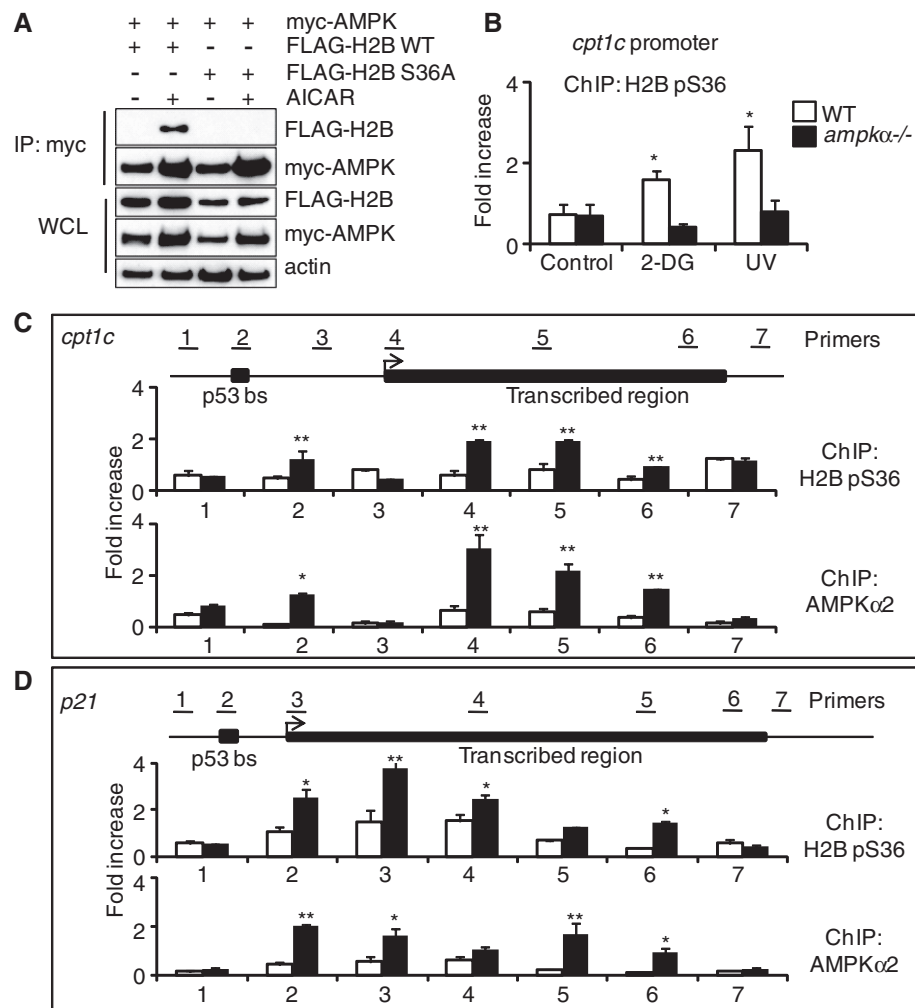 A
+ + + + myc-AMPK
+ + - - FLAG-H2B WT
- - + + FLAG-H2B S36A
- + - + AICAR
IP: myc
FLAG-H2B
myc-AMPK
WCL
FLAG-H2B
myc-AMPK
actin
B
cpt1c promoter
ChIP: H2B pS36
WT
ampkα-/-
Fold increase
4
2
0
* *
Control 2-DG UV
C
cpt1c
1 2 3 4 5 6 7 Primers
p53 bs Transcribed region
Fold increase
4
2
0
** ** ** **
1 2 3 4 5 6 7
ChIP:
H2B pS36
4
2
0
* ** ** **
1 2 3 4 5 6 7
ChIP:
AMPKα2
D
p21
1 2 3 4 5 6 7 Primers
p53 bs Transcribed region
Fold increase
4
2
0
* ** * *
1 2 3 4 5 6 7
ChIP:
H2B pS36
4
2
0
** * ** *
1 2 3 4 5 6 7
ChIP:
AMPKα2